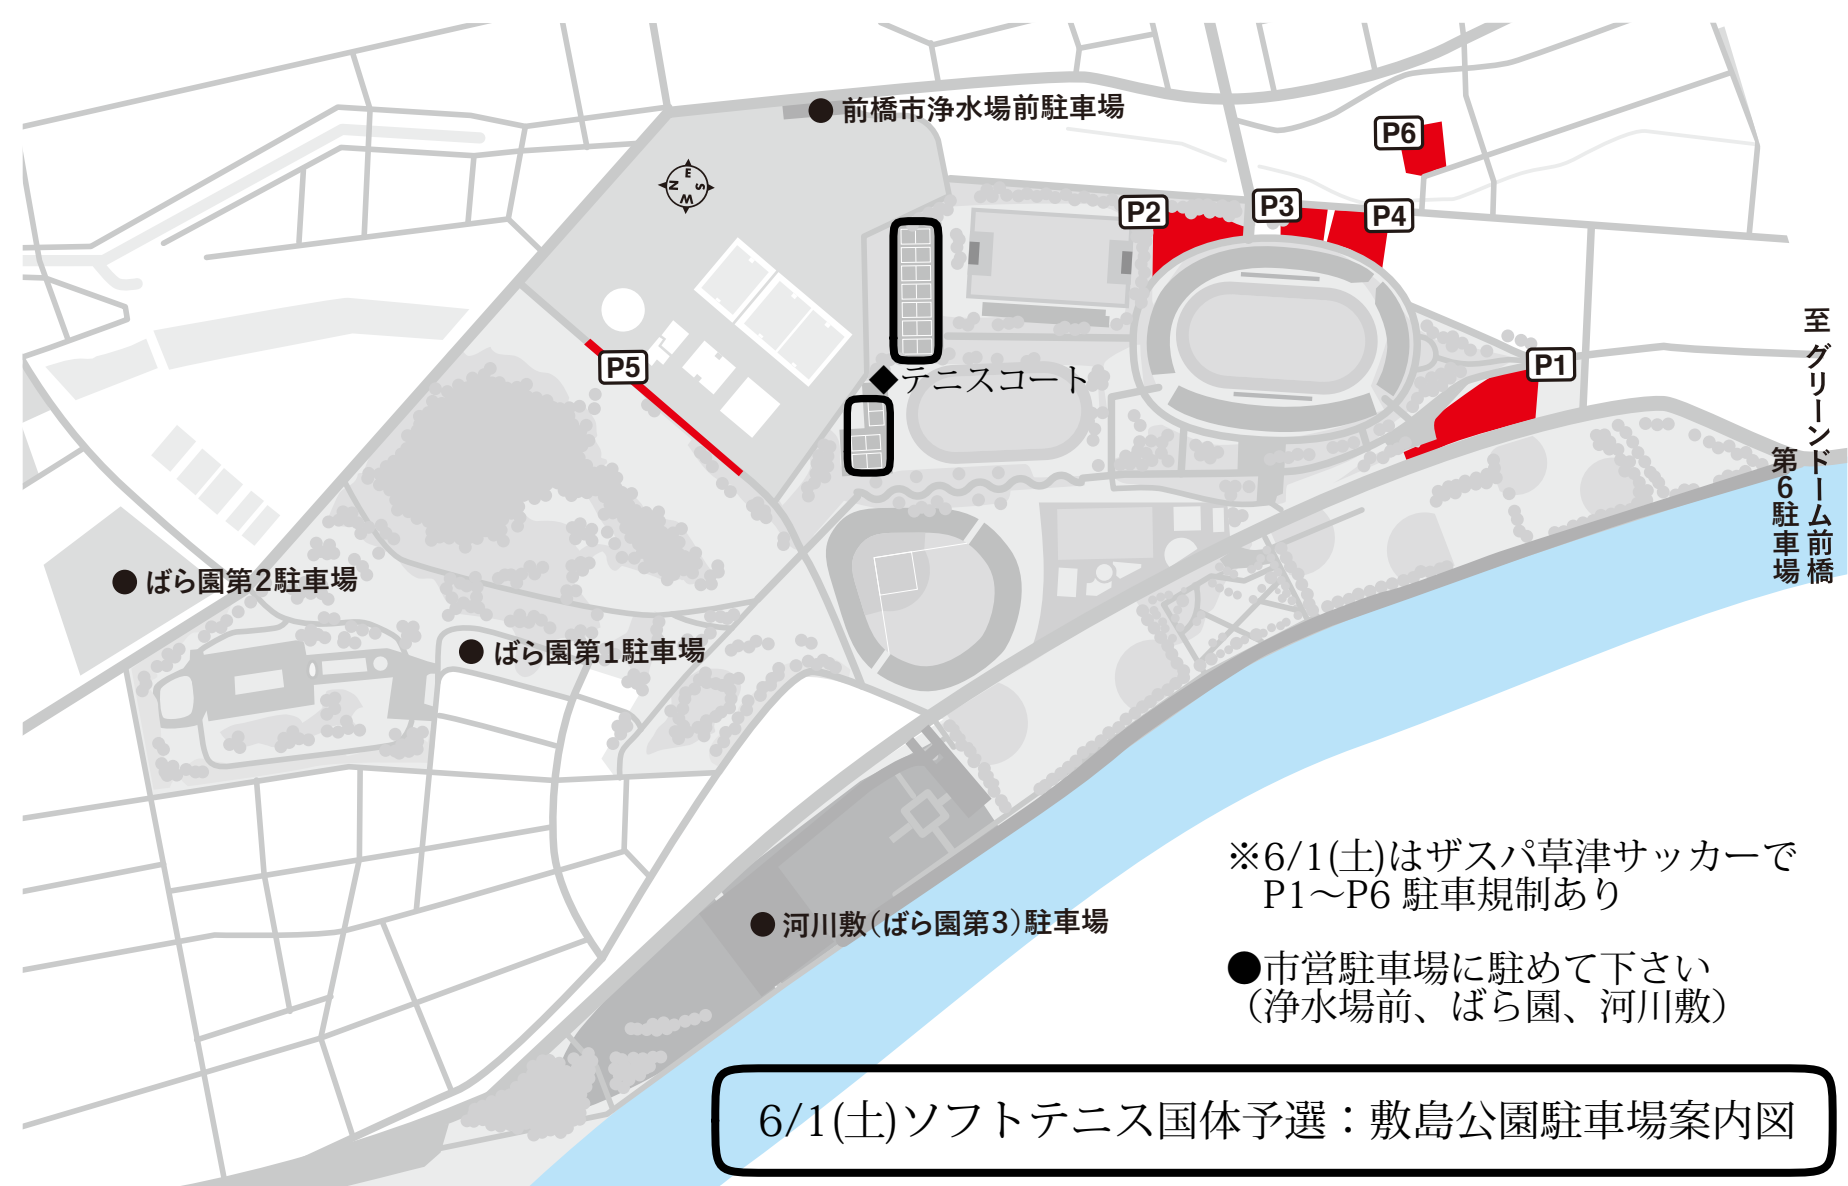 前橋市浄水場前駐車場
P6
E
N
S
W
P2
P3
P4
至 グリーンドーム前橋
第6駐車場
P5
P1
テニスコート
ばら園第2駐車場
ばら園第1駐車場
※6/1(土)はザスパ草津サッカーで
P1～P6 駐車規制あり
河川敷(ばら園第3)駐車場
●市営駐車場に駐めて下さい
（浄水場前、ばら園、河川敷）
6/1(土)ソフトテニス国体予選：敷島公園駐車場案内図